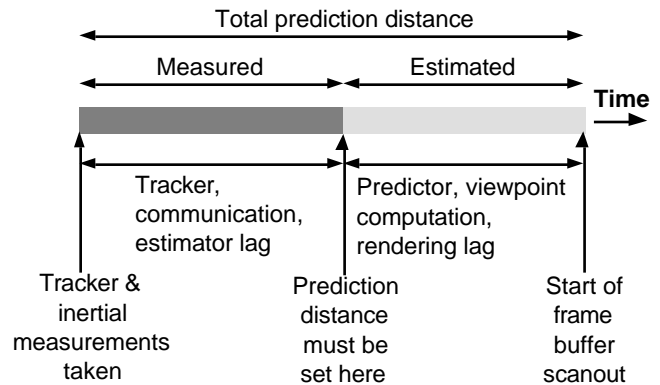 Total prediction distance
Measured
Estimated
Time
Tracker,
communication,
estimator lag
Predictor, viewpoint
computation,
rendering lag
Tracker &
inertial
measurements
taken
Prediction
distance
must be
set here
Start of
frame
buffer
scanout